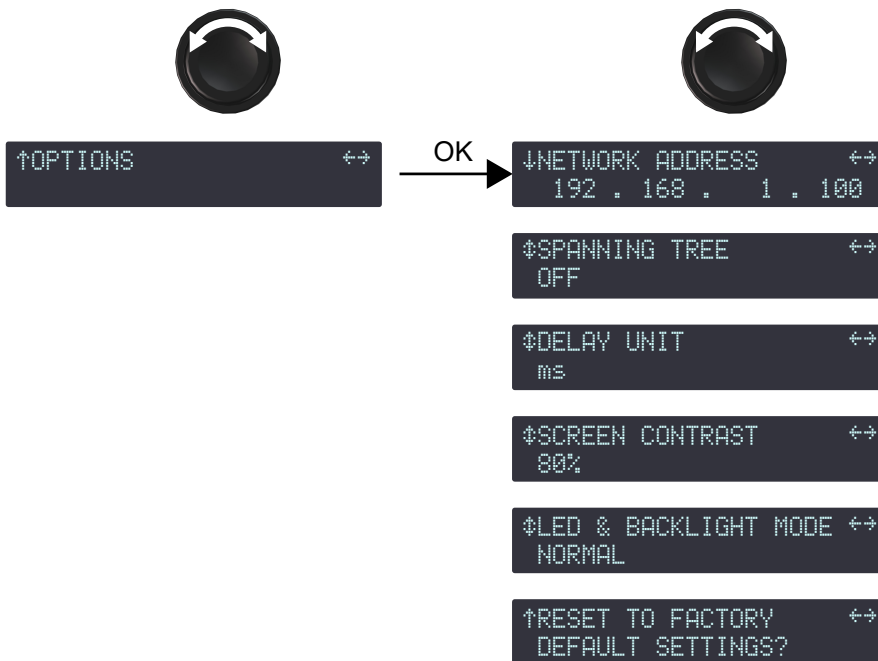 ↑OPTIONS ↔
OK
↓NETWORK ADDRESS ↔
192 . 168 . 1 . 100
↕SPANNING TREE ↔
OFF
↕DELAY UNIT ↔
ms
↕SCREEN CONTRAST ↔
80%
↕LED & BACKLIGHT MODE ↔
NORMAL
↑RESET TO FACTORY ↔
DEFAULT SETTINGS?